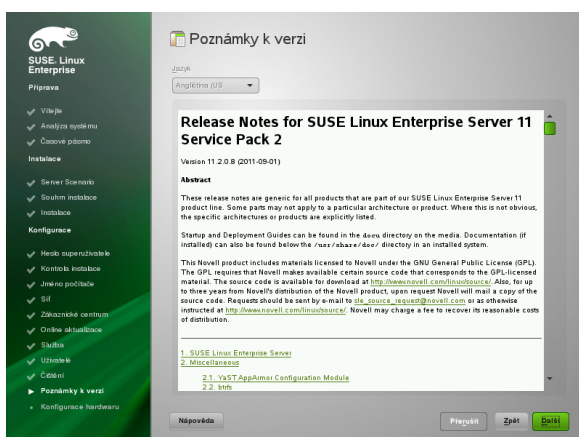 SUSE. Linux
Enterprise
Příprava
Vítejte
Analýza systému
Časové pásmo
Instalace
Server Scenario
Souhrn instalace
Instalace
Konfigurace
Heslo superuživatele
Kontrola instalace
Jméno počítače
Síť
Zákaznické centrum
Online aktualizace
Služba
Uživatelé
Čištění
Poznámky k verzi
Konfigurace hardwaru
Poznámky k verzi
Jazyk
Angličtina (US
Release Notes for SUSE Linux Enterprise Server 11
Service Pack 2
Version 11.2.0.8 (2011-09-01)
Abstract
These release notes are generic for all products that are part of our SUSE Linux Enterprise Server 11
product line. Some parts may not apply to a particular architecture or product. Where this is not obvious,
the specific architectures or products are explicitly listed.
Startup and Deployment Guides can be found in the docu directory on the media. Documentation (if
installed) can also be found below the /usr/share/doc/ directory in an installed system.
This Novell product includes materials licensed to Novell under the GNU General Public License (GPL).
The GPL requires that Novell makes available certain source code that corresponds to the GPL-licensed
material. The source code is available for download at http://www.novell.com/linux/source/. Also, for up
to three years from Novell's distribution of the Novell product, upon request Novell will mail a copy of the
source code. Requests should be sent by e-mail to sle_source_request@novell.com or as otherwise
instructed at http://www.novell.com/linux/source/. Novell may charge a fee to recover its reasonable costs
of distribution.
1. SUSE Linux Enterprise Server
2. Miscellaneous
2.1. YaST AppArmor Configuration Module
2.2. btrfs
Nápověda
Přerušit
Zpět
Další